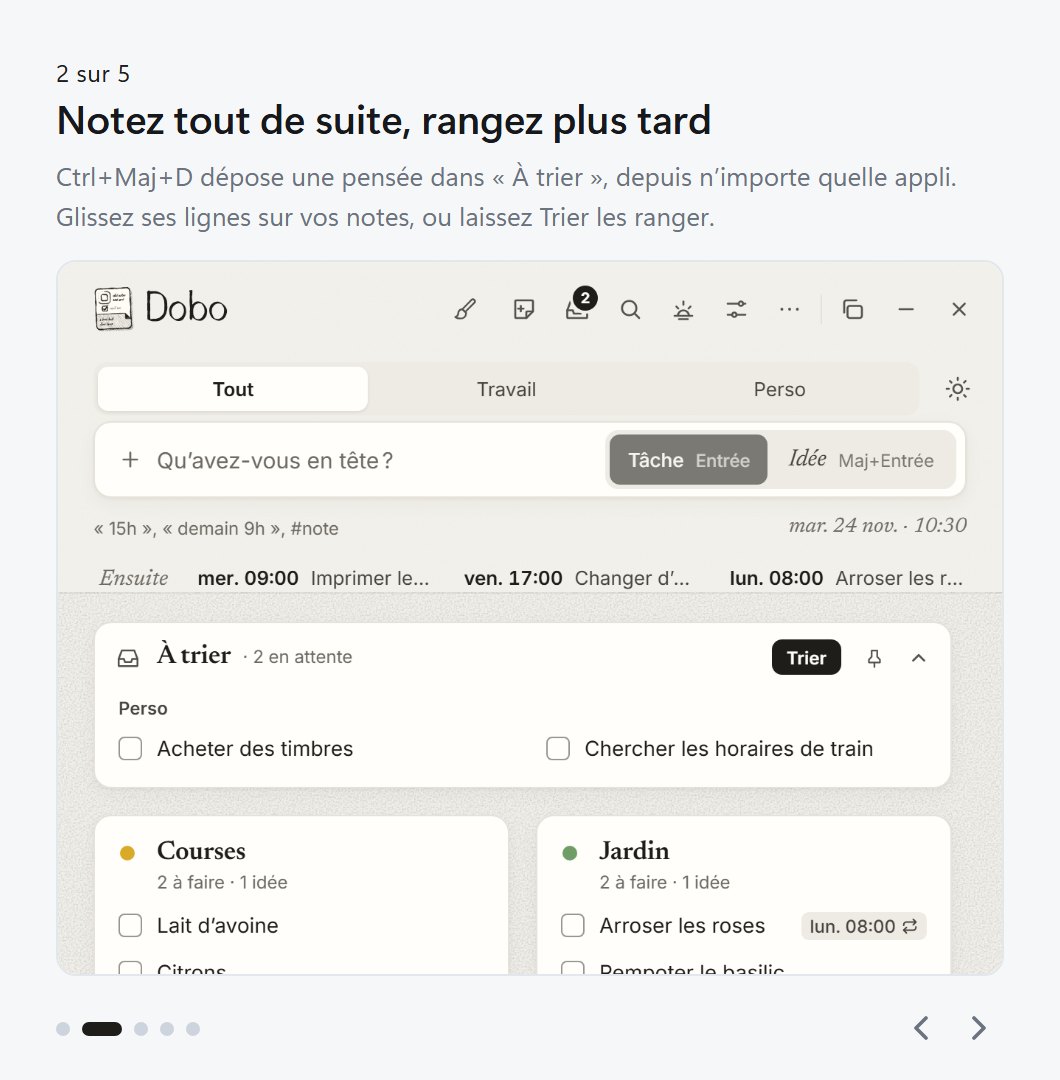 2 sur 5
Notez tout de suite, rangez plus tard
Ctrl+Maj+D dépose une pensée dans « À trier », depuis n’importe quelle appli.
Glissez ses lignes sur vos notes, ou laissez Trier les ranger.
Dobo
2
Tout Travail Perso
Qu’avez-vous en tête ? Tâche Entrée Idée Maj+Entrée
« 15h », « demain 9h », #note mar. 24 nov. · 10:30
Ensuite mer. 09:00 Imprimer le… ven. 17:00 Changer d’… lun. 08:00 Arroser les r…
À trier · 2 en attente Trier
Perso
Acheter des timbres Chercher les horaires de train
Courses Jardin
2 à faire · 1 idée 2 à faire · 1 idée
Lait d’avoine Arroser les roses lun. 08:00
Citrons Rempoter le basilic